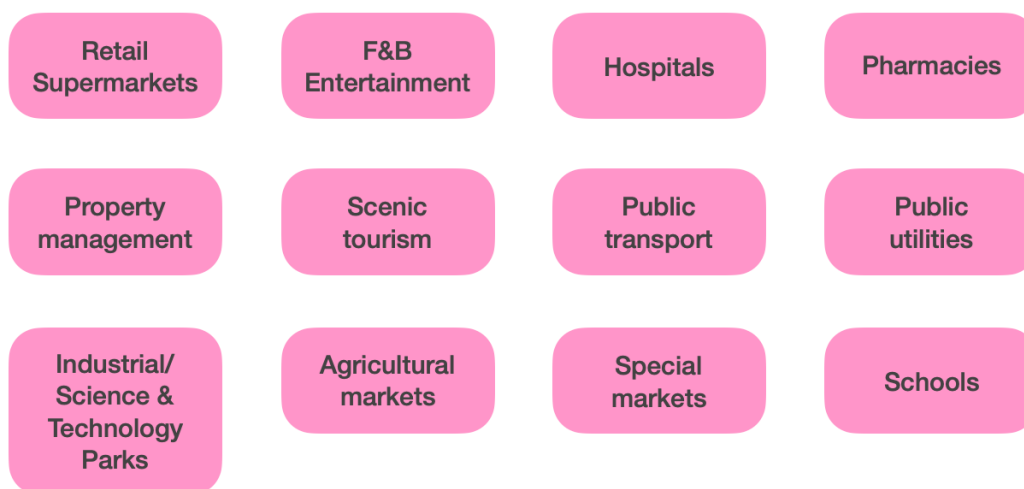 Retail
Supermarkets
F&B
Entertainment
Hospitals
Pharmacies
Property
management
Scenic
tourism
Public
transport
Public
utilities
Industrial/
Science &
Technology
Parks
Agricultural
markets
Special
markets
Schools